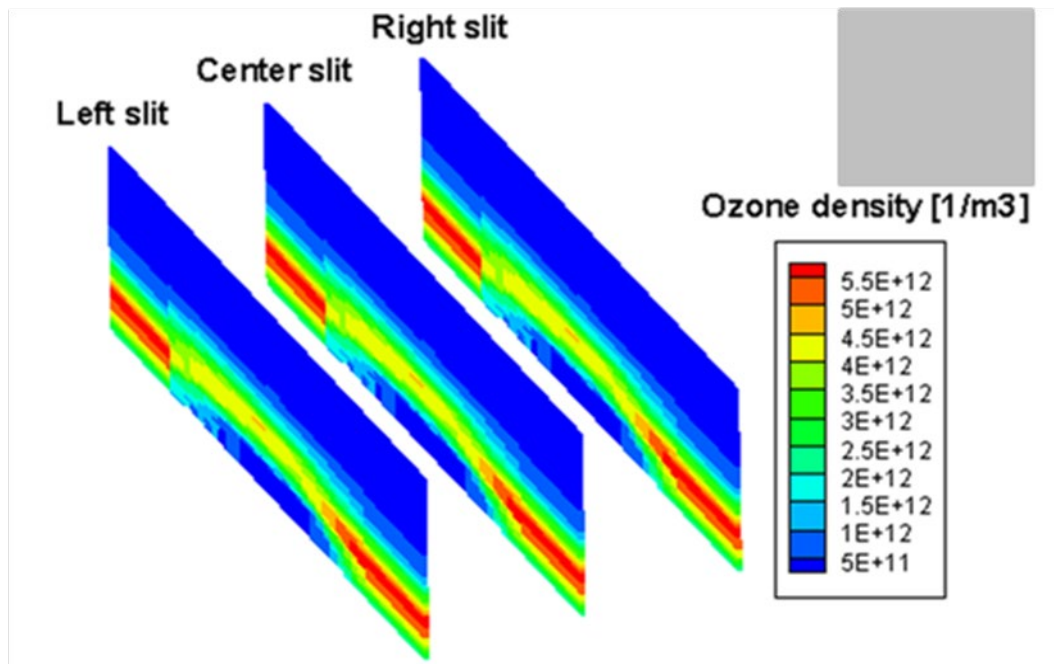 Right slit
Center slit
Left slit
Ozone density [1/m3]
5.5E+12
5E+12
4.5E+12
4E+12
3.5E+12
3E+12
2.5E+12
2E+12
1.5E+12
1E+12
5E+11